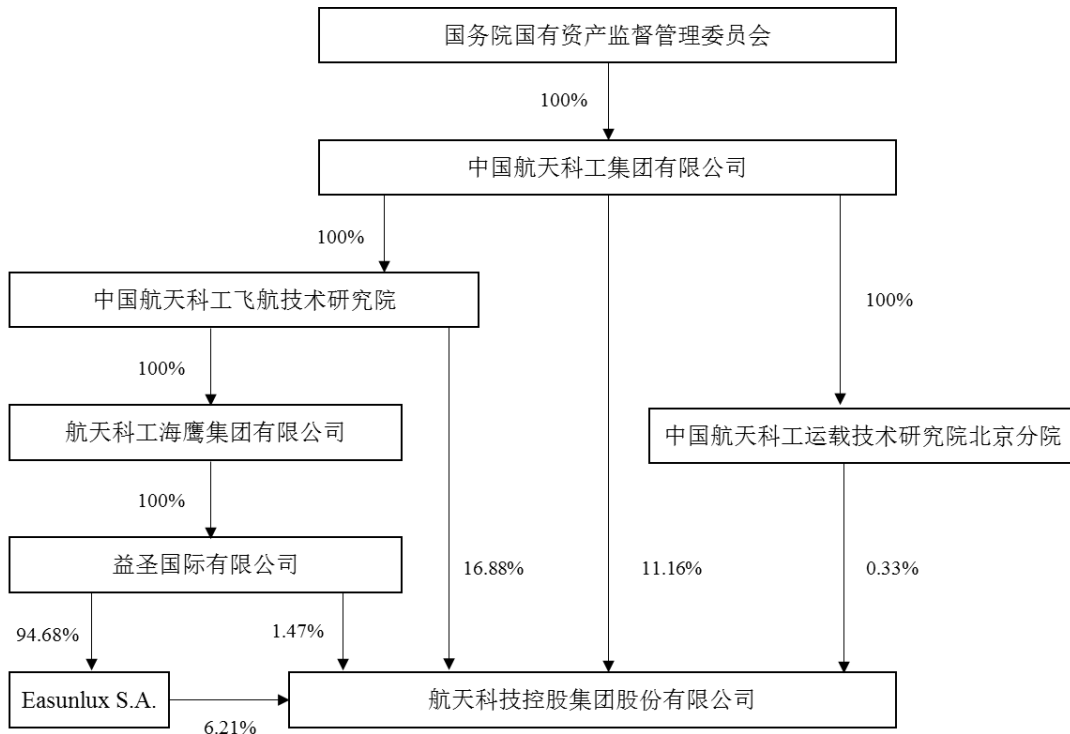 国务院国有资产监督管理委员会
100%
中国航天科工集团有限公司
100%
中国航天科工飞航技术研究院
100%
100%
航天科工海鹰集团有限公司
中国航天科工运载技术研究院北京分院
100%
益圣国际有限公司
16.88%
11.16%
0.33%
94.68%
1.47%
Easunlux S.A.
航天科技控股集团股份有限公司
6.21%